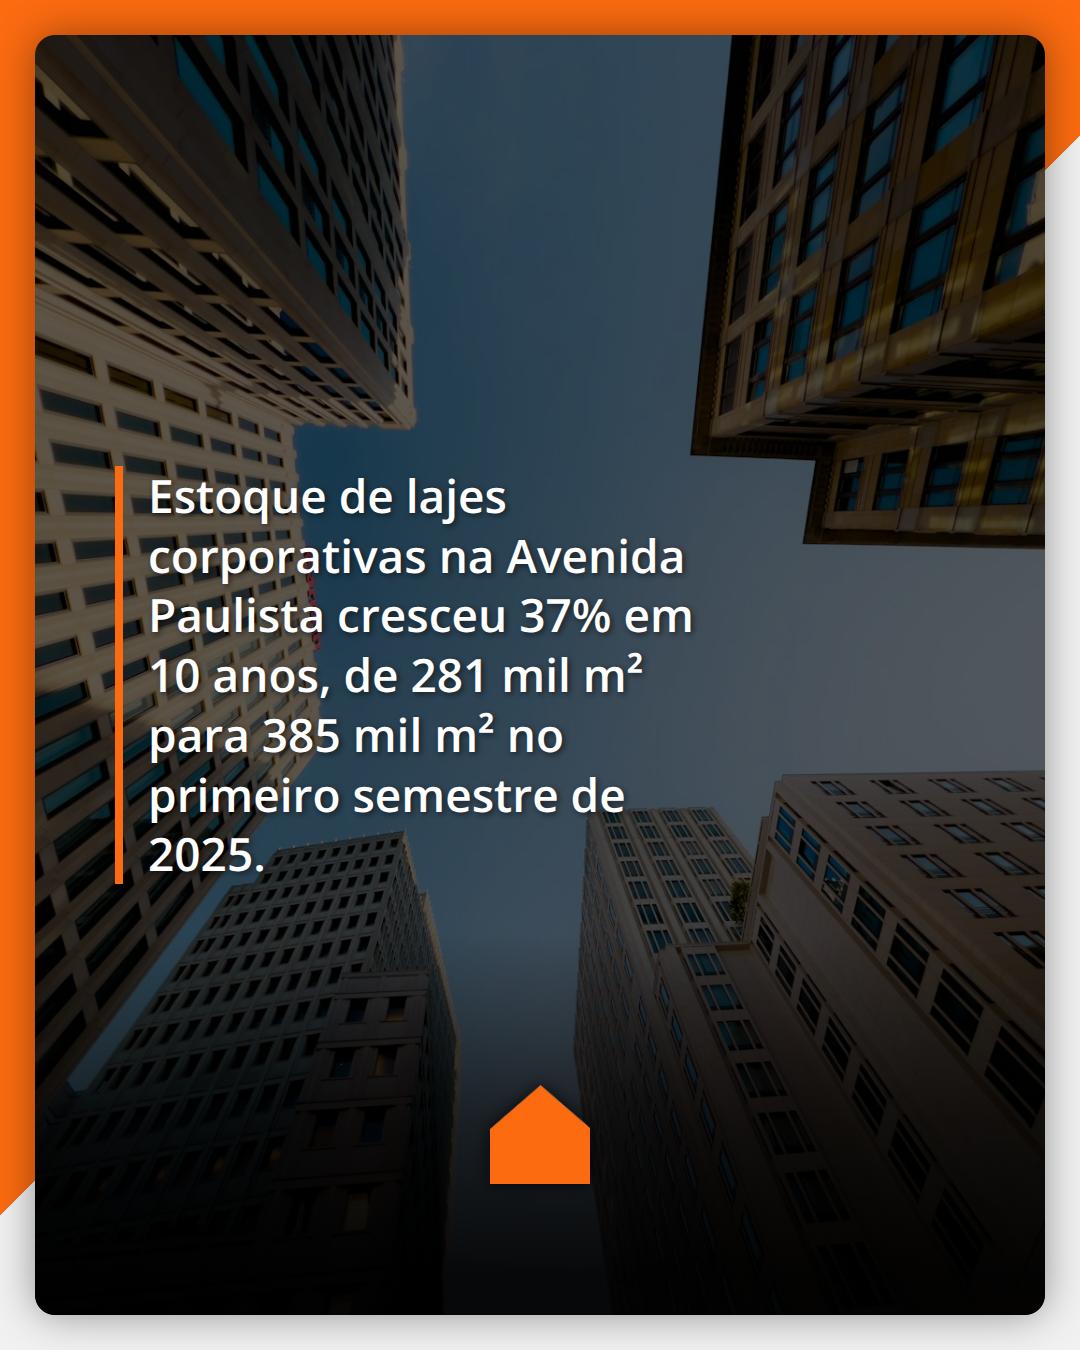 Estoque de lajes
corporativas na Avenida
Paulista cresceu 37% em
10 anos, de 281 mil m²
para 385 mil m² no
primeiro semestre de
2025.